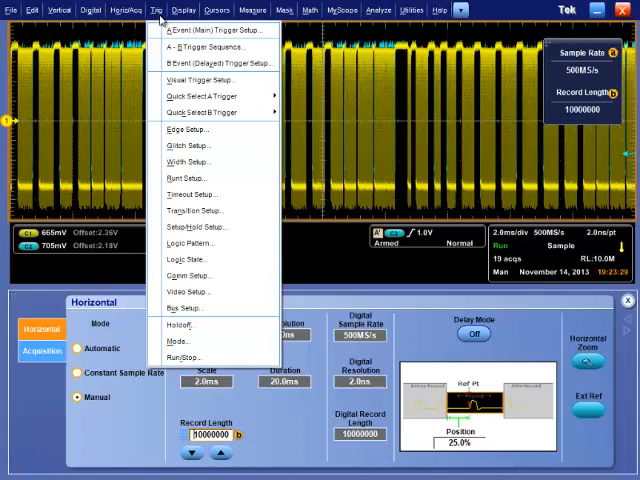 File Edit Vertical Digital Horiz/Acq Trig Display Cursors Measure Mask Math MyScope Analyze Utilities Help Tek
A Event (Main) Trigger Setup...
A - B Trigger Sequence...
B Event (Delayed) Trigger Setup...
Visual Trigger Setup...
Quick Select A Trigger
Quick Select B Trigger
Edge Setup...
Glitch Setup...
Width Setup...
Runt Setup...
Timeout Setup...
Transition Setup...
Setup/Hold Setup...
Logic Pattern...
Logic State...
Comm Setup...
Video Setup...
Bus Setup...
Holdoff...
Mode...
Run/Stop...
Sample Rate a
500MS/s
Record Length b
10000000
1
C1 665mV Offset:2.36V
C2 705mV Offset:2.18V
A' C2 1.0V
Armed Normal
2.0ms/div 500MS/s 2.0ns/pt
Run Sample
19 acqs RL:10.0M
Man November 14, 2013 19:23:29
Horizontal
Horizontal
Acquisition
Mode
Automatic
Constant Sample Rate
Manual
Scale
2.0ms
Duration
20.0ms
Record Length
10000000 b
Digital
Sample Rate
500MS/s
Digital
Resolution
2.0ns
Digital Record
Length
10000000
Delay Mode
Off
Ref Pt
Position
25.0%
Horizontal
Zoom
Ext Ref